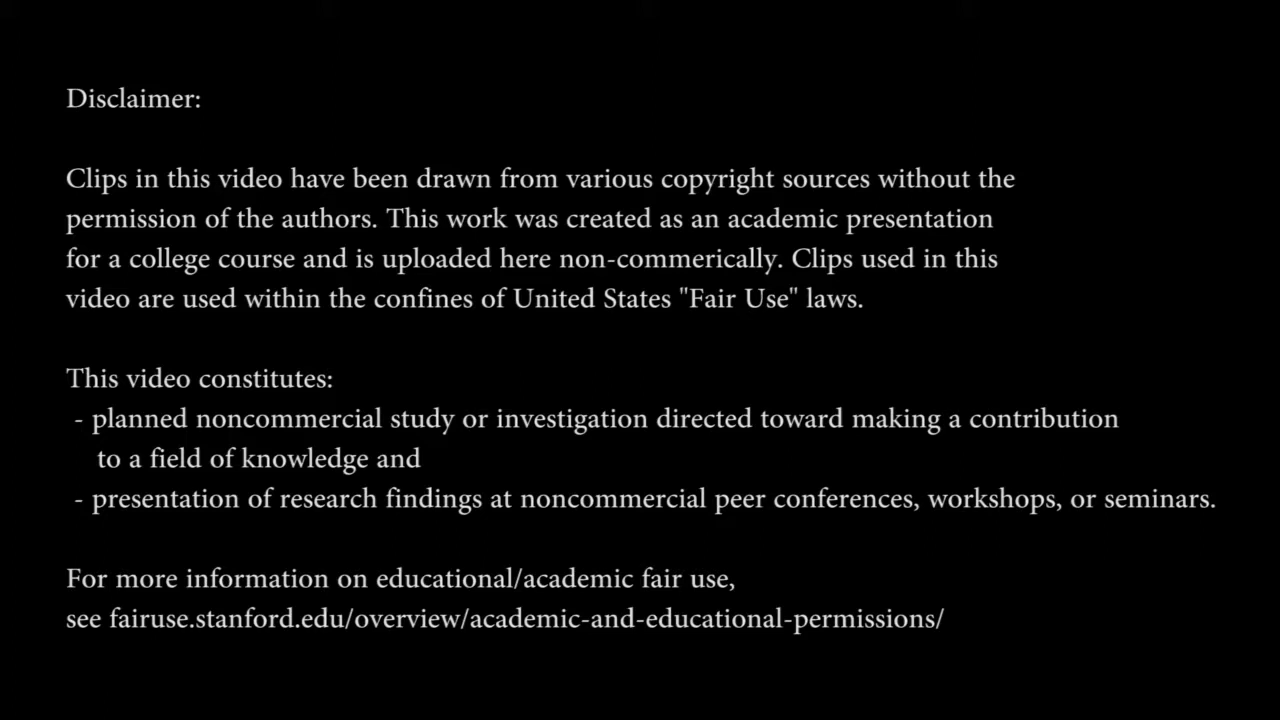 Disclaimer:
Clips in this video have been drawn from various copyright sources without the
permission of the authors. This work was created as an academic presentation
for a college course and is uploaded here non-commerically. Clips used in this
video are used within the confines of United States "Fair Use" laws.
This video constitutes:
- planned noncommercial study or investigation directed toward making a contribution
to a field of knowledge and
- presentation of research findings at noncommercial peer conferences, workshops, or seminars.
For more information on educational/academic fair use,
see fairuse.stanford.edu/overview/academic-and-educational-permissions/